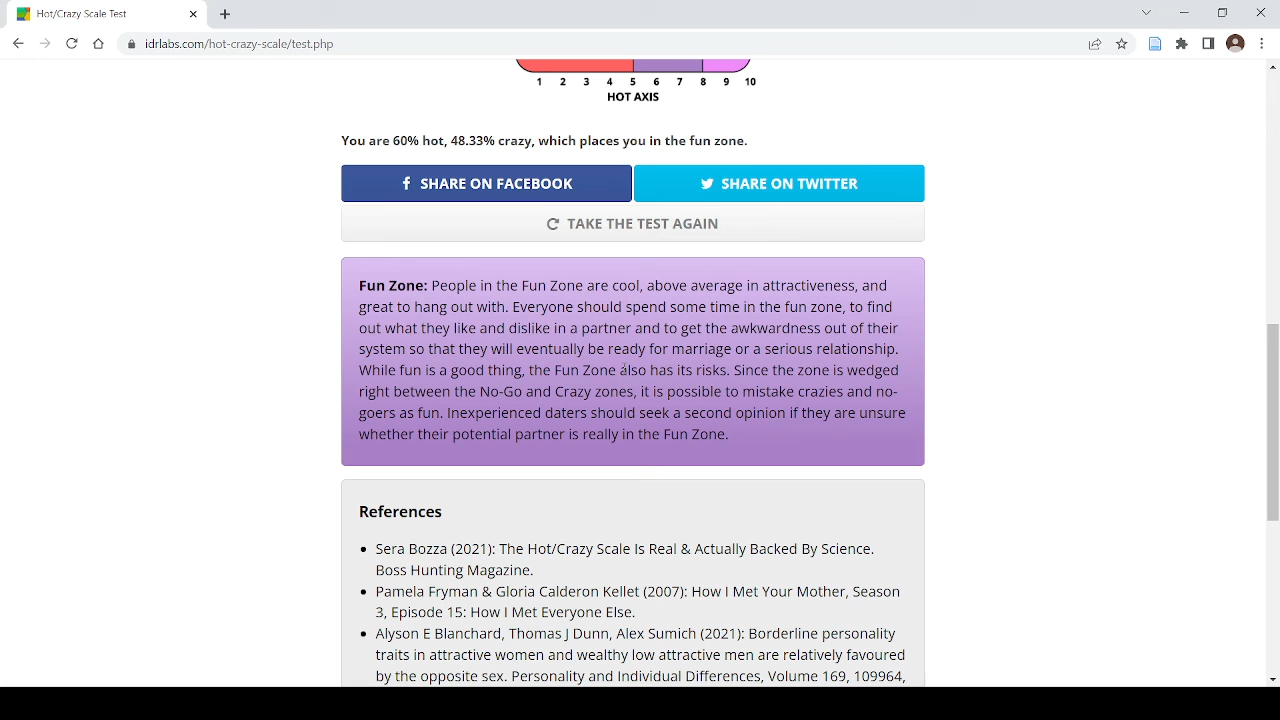 Hot/Crazy Scale Test
idrlabs.com/hot-crazy-scale/test.php
1 2 3 4 5 6 7 8 9 10
HOT AXIS
You are 60% hot, 48.33% crazy, which places you in the fun zone.
SHARE ON FACEBOOK
SHARE ON TWITTER
TAKE THE TEST AGAIN
Fun Zone: People in the Fun Zone are cool, above average in attractiveness, and
great to hang out with. Everyone should spend some time in the fun zone, to find
out what they like and dislike in a partner and to get the awkwardness out of their
system so that they will eventually be ready for marriage or a serious relationship.
While fun is a good thing, the Fun Zone also has its risks. Since the zone is wedged
right between the No-Go and Crazy zones, it is possible to mistake crazies and no-
goers as fun. Inexperienced daters should seek a second opinion if they are unsure
whether their potential partner is really in the Fun Zone.
References
• Sera Bozza (2021): The Hot/Crazy Scale Is Real & Actually Backed By Science.
Boss Hunting Magazine.
• Pamela Fryman & Gloria Calderon Kellet (2007): How I Met Your Mother, Season
3, Episode 15: How I Met Everyone Else.
• Alyson E Blanchard, Thomas J Dunn, Alex Sumich (2021): Borderline personality
traits in attractive women and wealthy low attractive men are relatively favoured
by the opposite sex. Personality and Individual Differences, Volume 169, 109964,